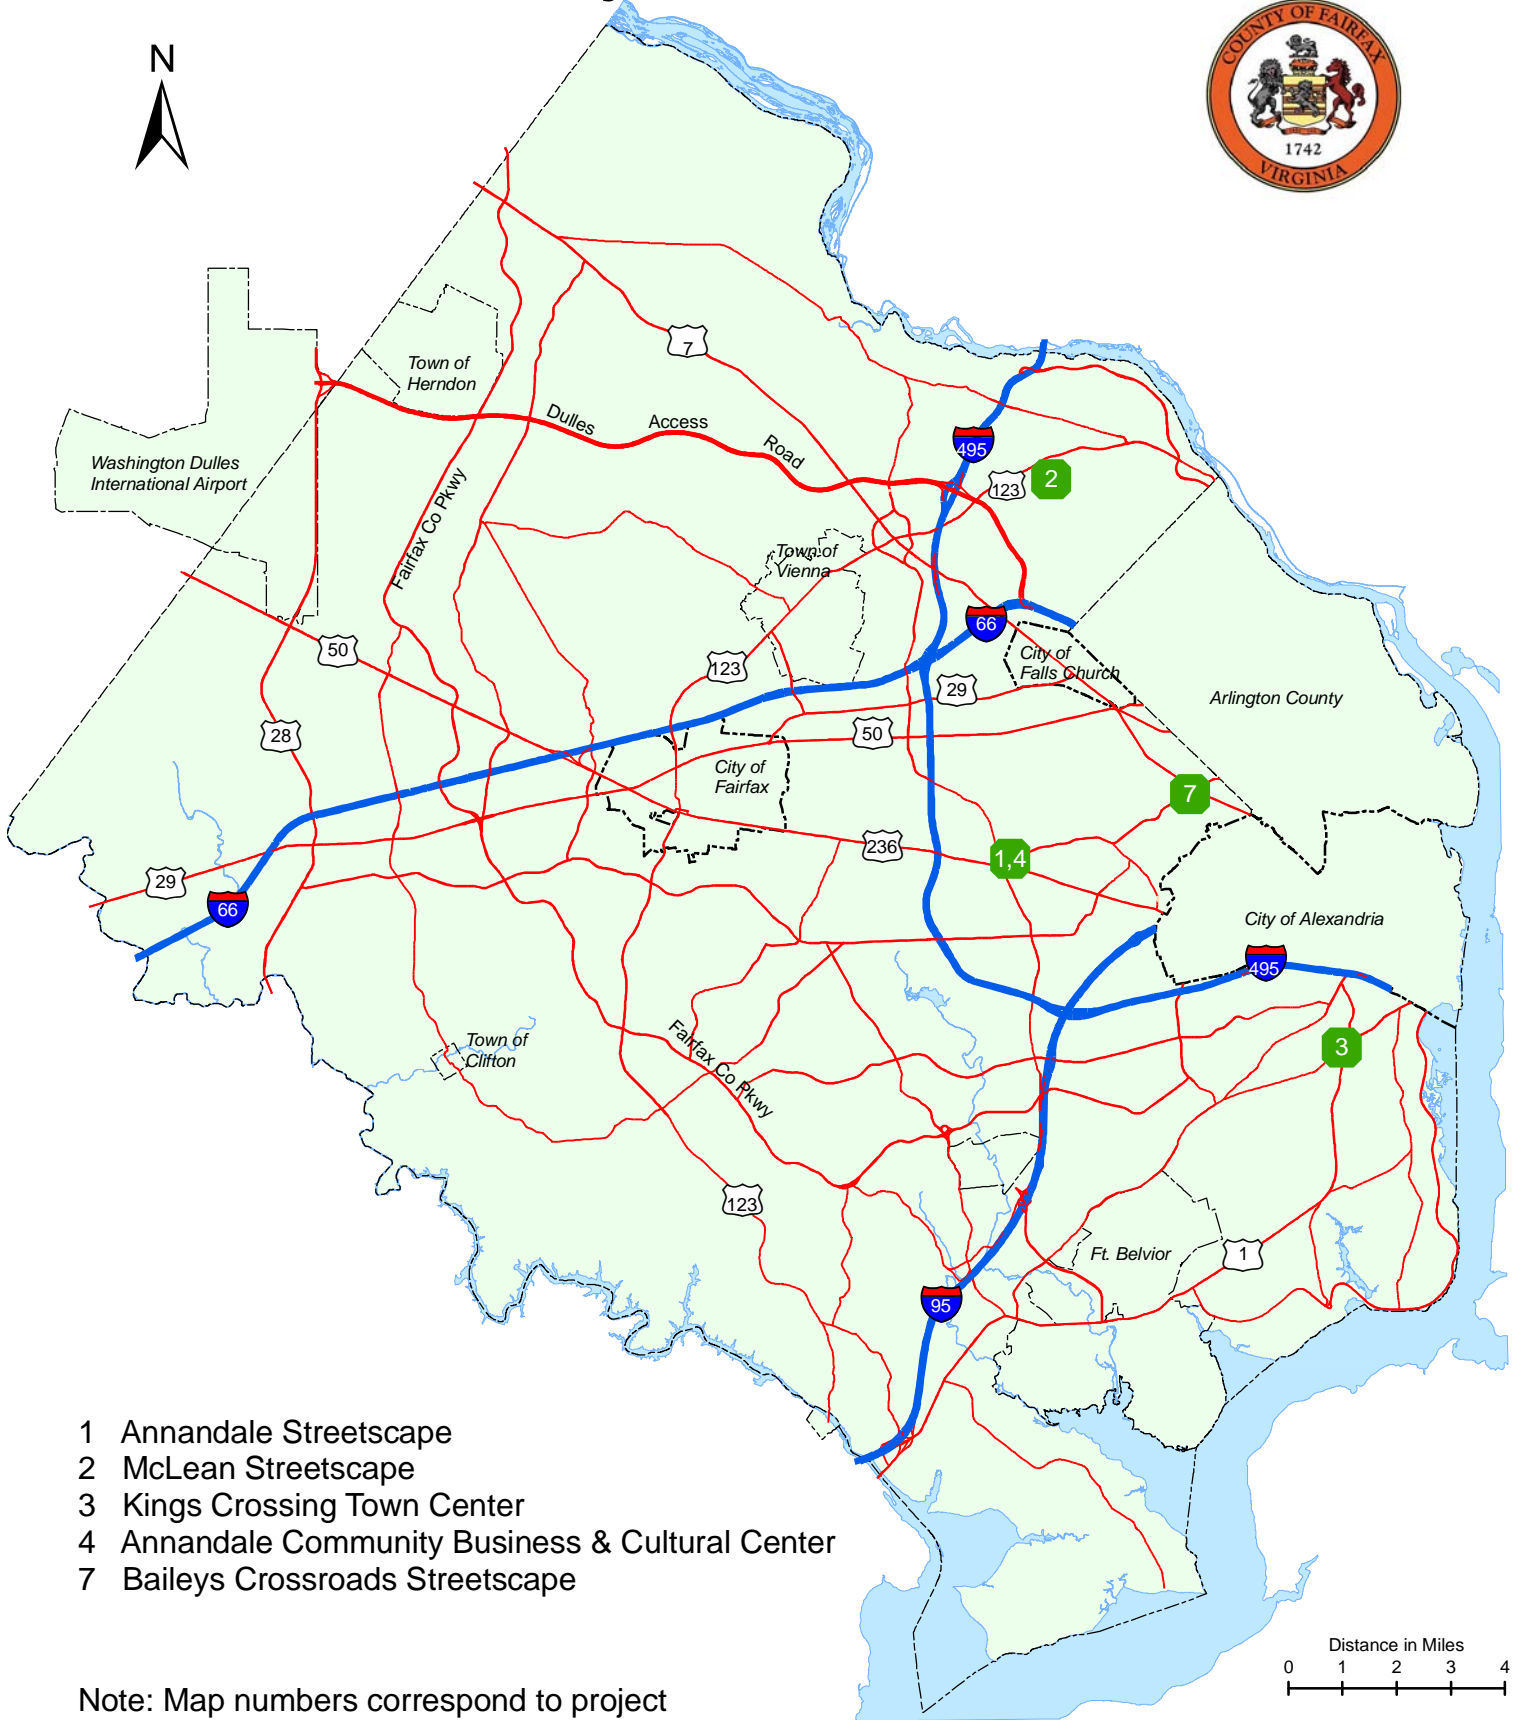 N
COUNTY OF FAIRFAX
1742
VIRGINIA
7
Town of
Herndon
Dulles
Access
Road
495
Washington Dulles
International Airport
123
2
Fairfax Co Pkwy
Town of
Vienna
66
50
City of
Falls Church
123
29
Arlington County
28
50
City of
Fairfax
7
236
1,4
29
66
City of Alexandria
495
Town of
Clifton
Fairfax Co Pkwy
3
123
Ft. Belvior
1
95
1 Annandale Streetscape
2 McLean Streetscape
3 Kings Crossing Town Center
4 Annandale Community Business & Cultural Center
7 Baileys Crossroads Streetscape
Distance in Miles
0 1 2 3 4
Note: Map numbers correspond to project